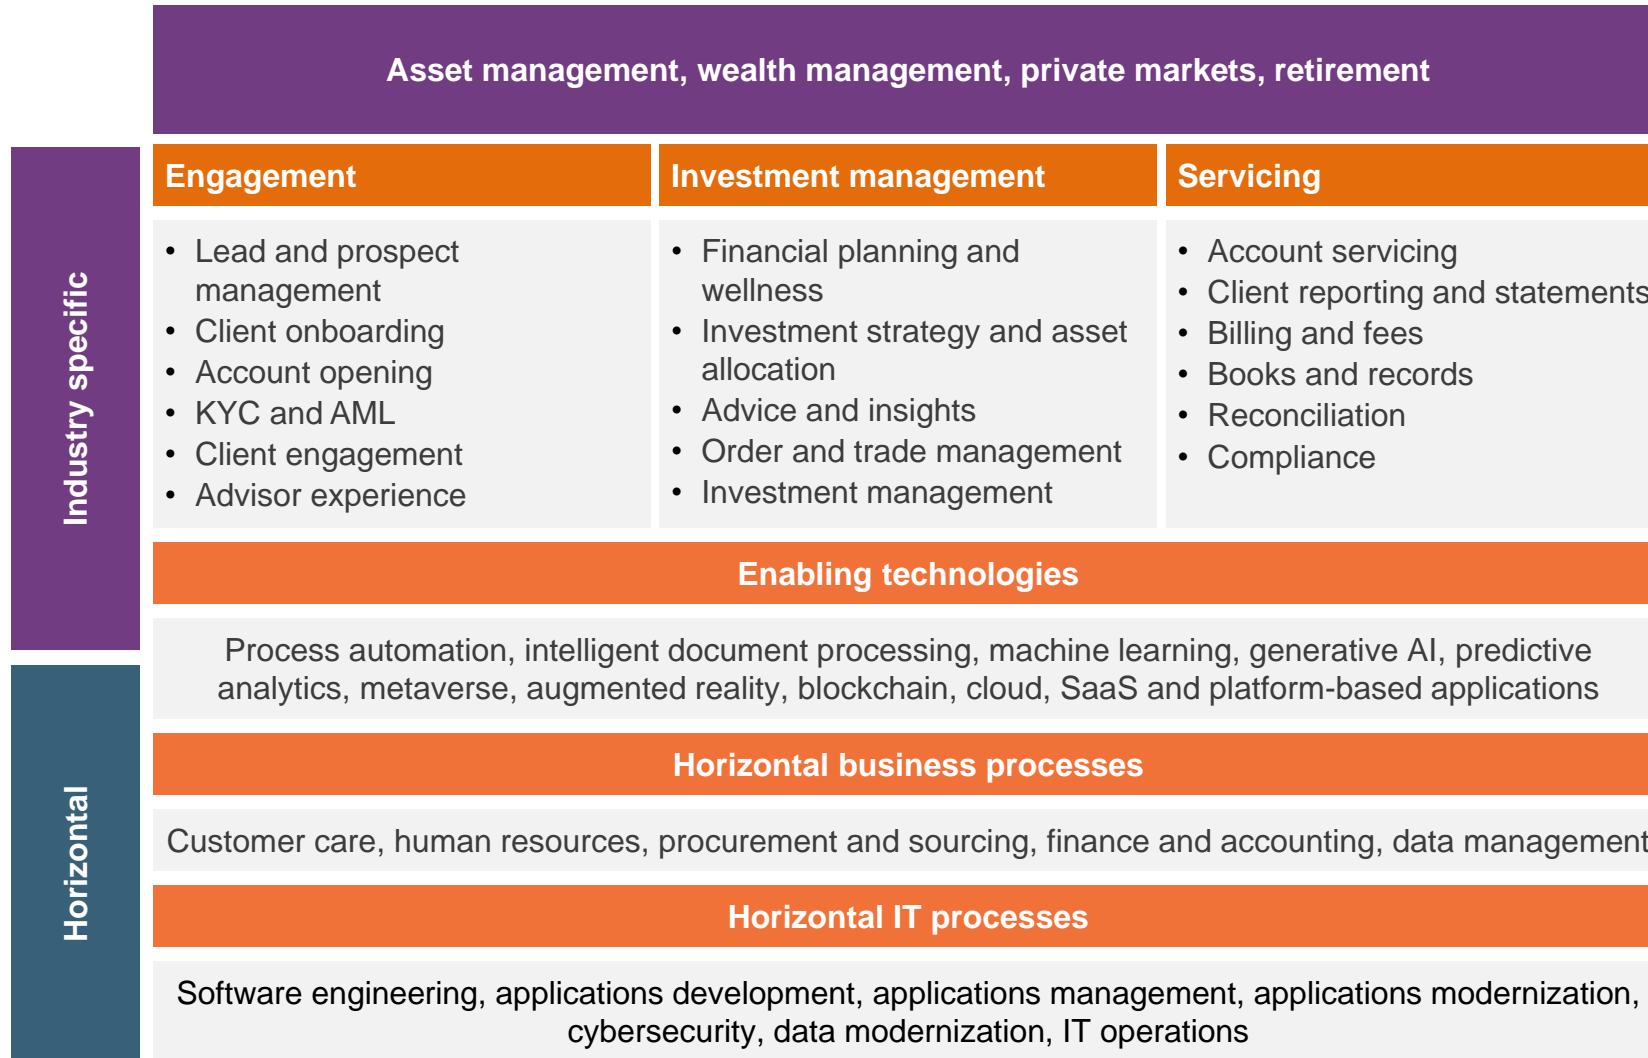 Asset management, wealth management, private markets, retirement
Industry specific
Engagement
• Lead and prospect
management
• Client onboarding
• Account opening
• KYC and AML
• Client engagement
• Advisor experience
Investment management
• Financial planning and
wellness
• Investment strategy and asset
allocation
• Advice and insights
• Order and trade management
• Investment management
Servicing
• Account servicing
• Client reporting and statements
• Billing and fees
• Books and records
• Reconciliation
• Compliance
Enabling technologies
Process automation, intelligent document processing, machine learning, generative AI, predictive
analytics, metaverse, augmented reality, blockchain, cloud, SaaS and platform-based applications
Horizontal
Horizontal business processes
Customer care, human resources, procurement and sourcing, finance and accounting, data management
Horizontal IT processes
Software engineering, applications development, applications management, applications modernization,
cybersecurity, data modernization, IT operations